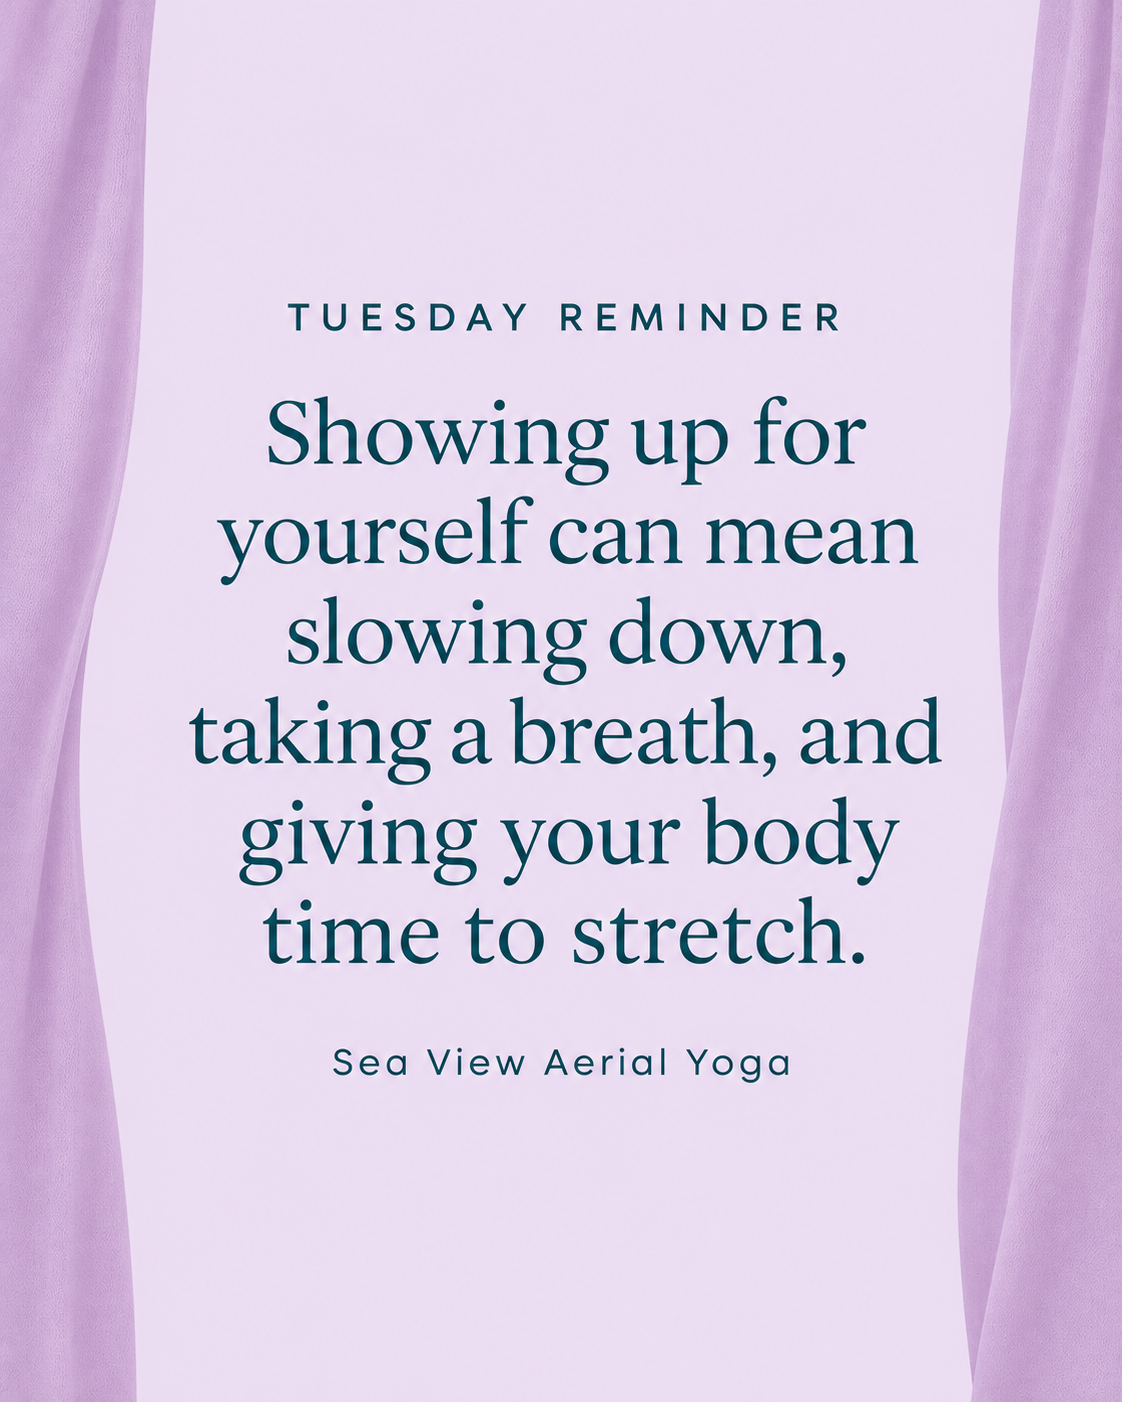 TUESDAY REMINDER
Showing up for
yourself can mean
slowing down,
taking a breath, and
giving your body
time to stretch.
Sea View Aerial Yoga